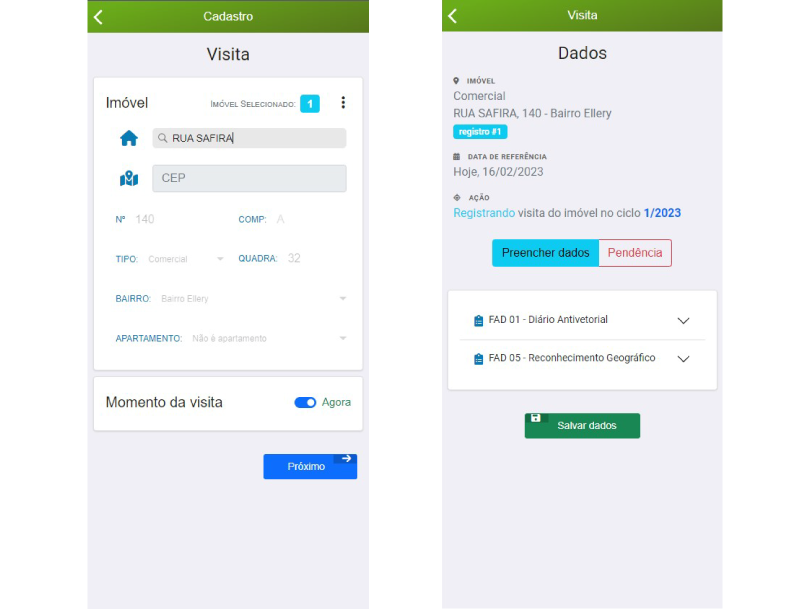 Cadastro
Visita
Imóvel
IMÓVEL SELECIONADO: 1
RUA SAFIRA
CEP
Nº 140 COMP: A
TIPO: Comercial QUADRA: 32
BAIRRO: Bairro Ellery
APARTAMENTO: Não é apartamento
Momento da visita Agora
Próximo
Visita
Dados
IMÓVEL
Comercial
RUA SAFIRA, 140 - Bairro Ellery
registro #1
DATA DE REFERÊNCIA
Hoje, 16/02/2023
AÇÃO
Registrando visita do imóvel no ciclo 1/2023
Preencher dados Pendência
FAD 01 - Diário Antivetorial
FAD 05 - Reconhecimento Geográfico
Salvar dados